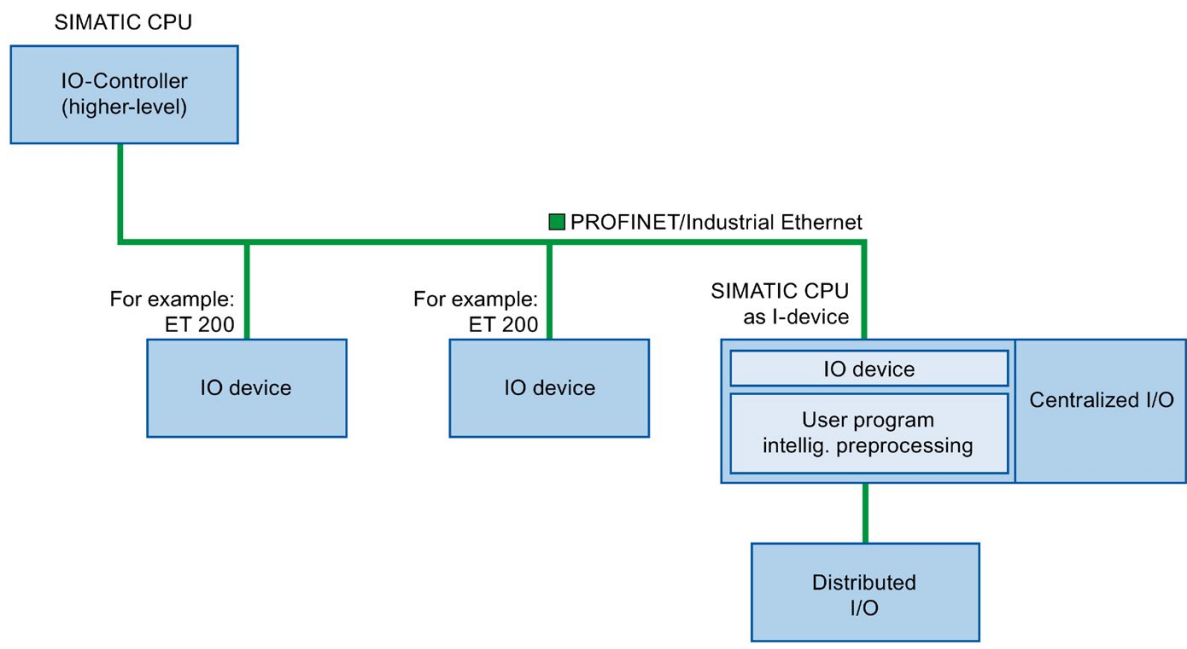 SIMATIC CPU
IO-Controller
(higher-level)
PROFINET/Industrial Ethernet
For example:
ET 200
IO device
For example:
ET 200
IO device
SIMATIC CPU
as I-device
IO device
User program
intellig. preprocessing
Centralized I/O
Distributed
I/O